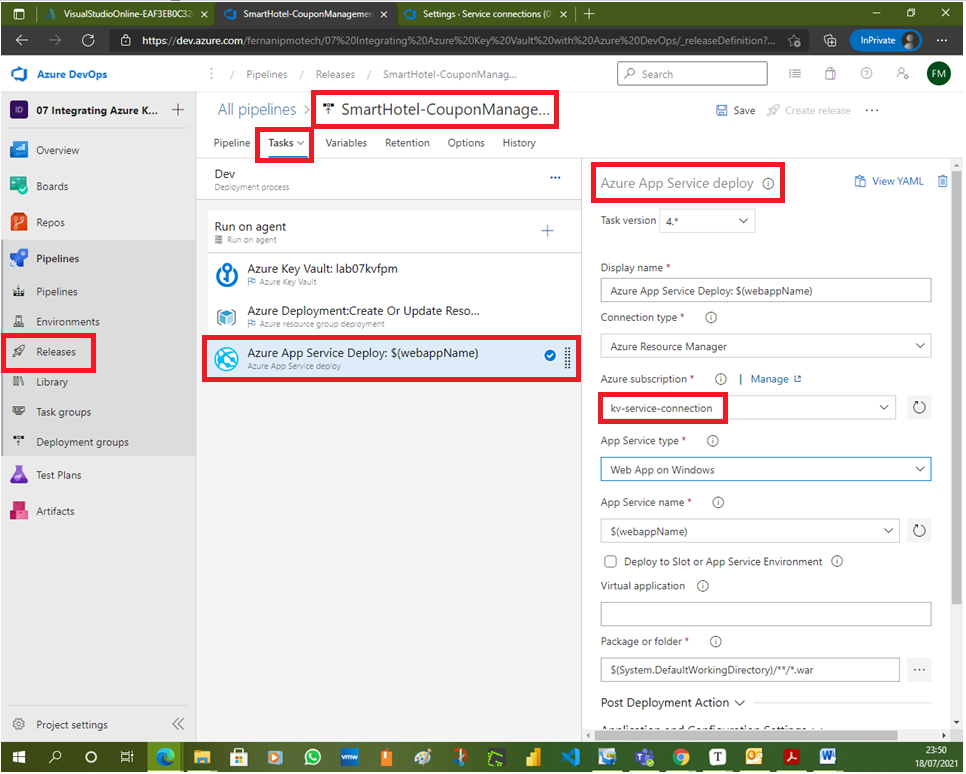 VisualStudioOnline-EAF3EB0C32
SmartHotel-CouponManagemen
Settings - Service connections (0
https://dev.azure.com/fernanipmotech/07%20Integrating%20Azure%20Key%20Vault%20with%20Azure%20DevOps/_releaseDefinition?...
InPrivate
Azure DevOps
/ Pipelines / Releases / SmartHotel-CouponManag...
Search
FM
ID
07 Integrating Azure K...
Overview
Boards
Repos
Pipelines
Pipelines
Environments
Releases
Library
Task groups
Deployment groups
Test Plans
Artifacts
Project settings
All pipelines > SmartHotel-CouponManage...
Save
Create release
Pipeline Tasks Variables Retention Options History
Dev
Deployment process
Run on agent
Run on agent
Azure Key Vault: lab07kvfpm
Azure Key Vault
Azure Deployment:Create Or Update Reso...
Azure resource group deployment
Azure App Service Deploy: $(webappName)
Azure App Service deploy
Azure App Service deploy
View YAML
Task version 4.*
Display name *
Azure App Service Deploy: $(webappName)
Connection type *
Azure Resource Manager
Azure subscription * | Manage
kv-service-connection
App Service type *
Web App on Windows
App Service name *
$(webappName)
Deploy to Slot or App Service Environment
Virtual application
Package or folder *
$(System.DefaultWorkingDirectory)/**/*.war
Post Deployment Action
Application and Configuration Settings
vmw
T
23:50
18/07/2021